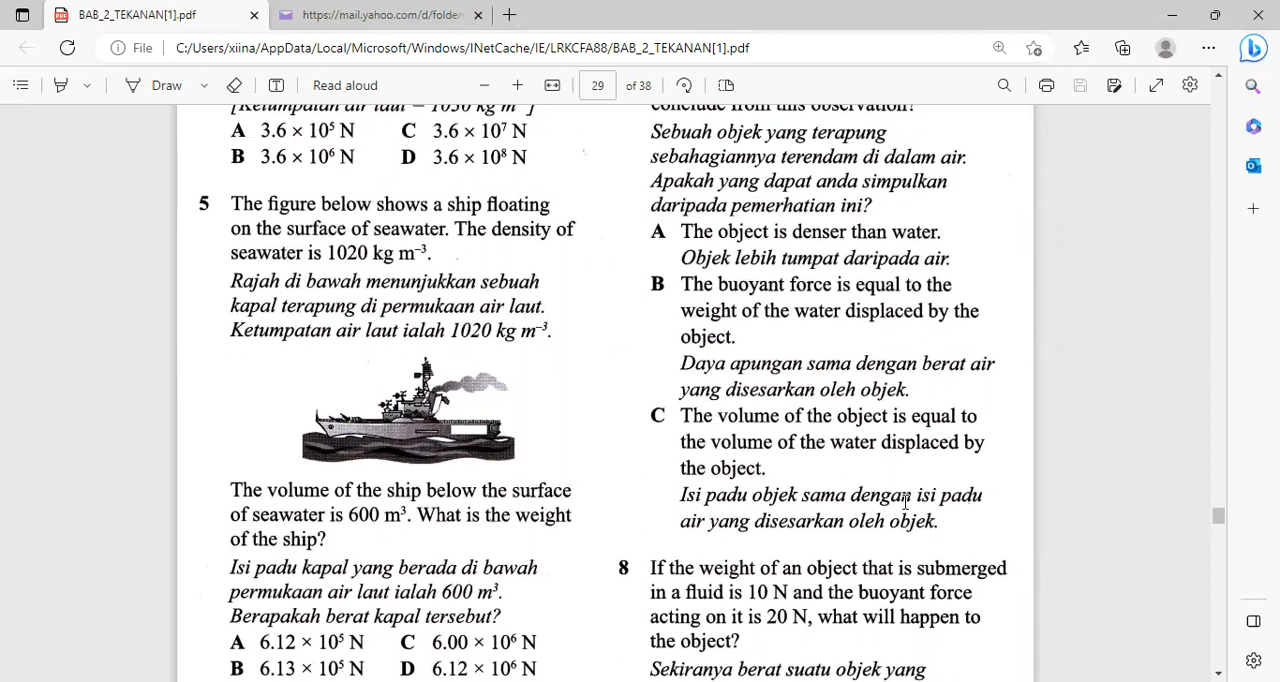 BAB_2_TEKANAN[1].pdf
https://mail.yahoo.com/d/folders
File
C:/Users/xiina/AppData/Local/Microsoft/Windows/INetCache/IE/LRKCFA88/BAB_2_TEKANAN[1].pdf
Draw
Read aloud
29
of 38
[Ketumpatan air laut = 1030 kg m⁻³]
A 3.6 × 10⁵ N C 3.6 × 10⁷ N
B 3.6 × 10⁶ N D 3.6 × 10⁸ N
5 The figure below shows a ship floating
on the surface of seawater. The density of
seawater is 1020 kg m⁻³.
Rajah di bawah menunjukkan sebuah
kapal terapung di permukaan air laut.
Ketumpatan air laut ialah 1020 kg m⁻³.
The volume of the ship below the surface
of seawater is 600 m³. What is the weight
of the ship?
Isi padu kapal yang berada di bawah
permukaan air laut ialah 600 m³.
Berapakah berat kapal tersebut?
A 6.12 × 10⁵ N C 6.00 × 10⁶ N
B 6.13 × 10⁵ N D 6.12 × 10⁶ N
conclude from this observation?
Sebuah objek yang terapung
sebahagiannya terendam di dalam air.
Apakah yang dapat anda simpulkan
daripada pemerhatian ini?
A The object is denser than water.
Objek lebih tumpat daripada air.
B The buoyant force is equal to the
weight of the water displaced by the
object.
Daya apungan sama dengan berat air
yang disesarkan oleh objek.
C The volume of the object is equal to
the volume of the water displaced by
the object.
Isi padu objek sama dengan isi padu
air yang disesarkan oleh objek.
8 If the weight of an object that is submerged
in a fluid is 10 N and the buoyant force
acting on it is 20 N, what will happen to
the object?
Sekiranya berat suatu objek yang